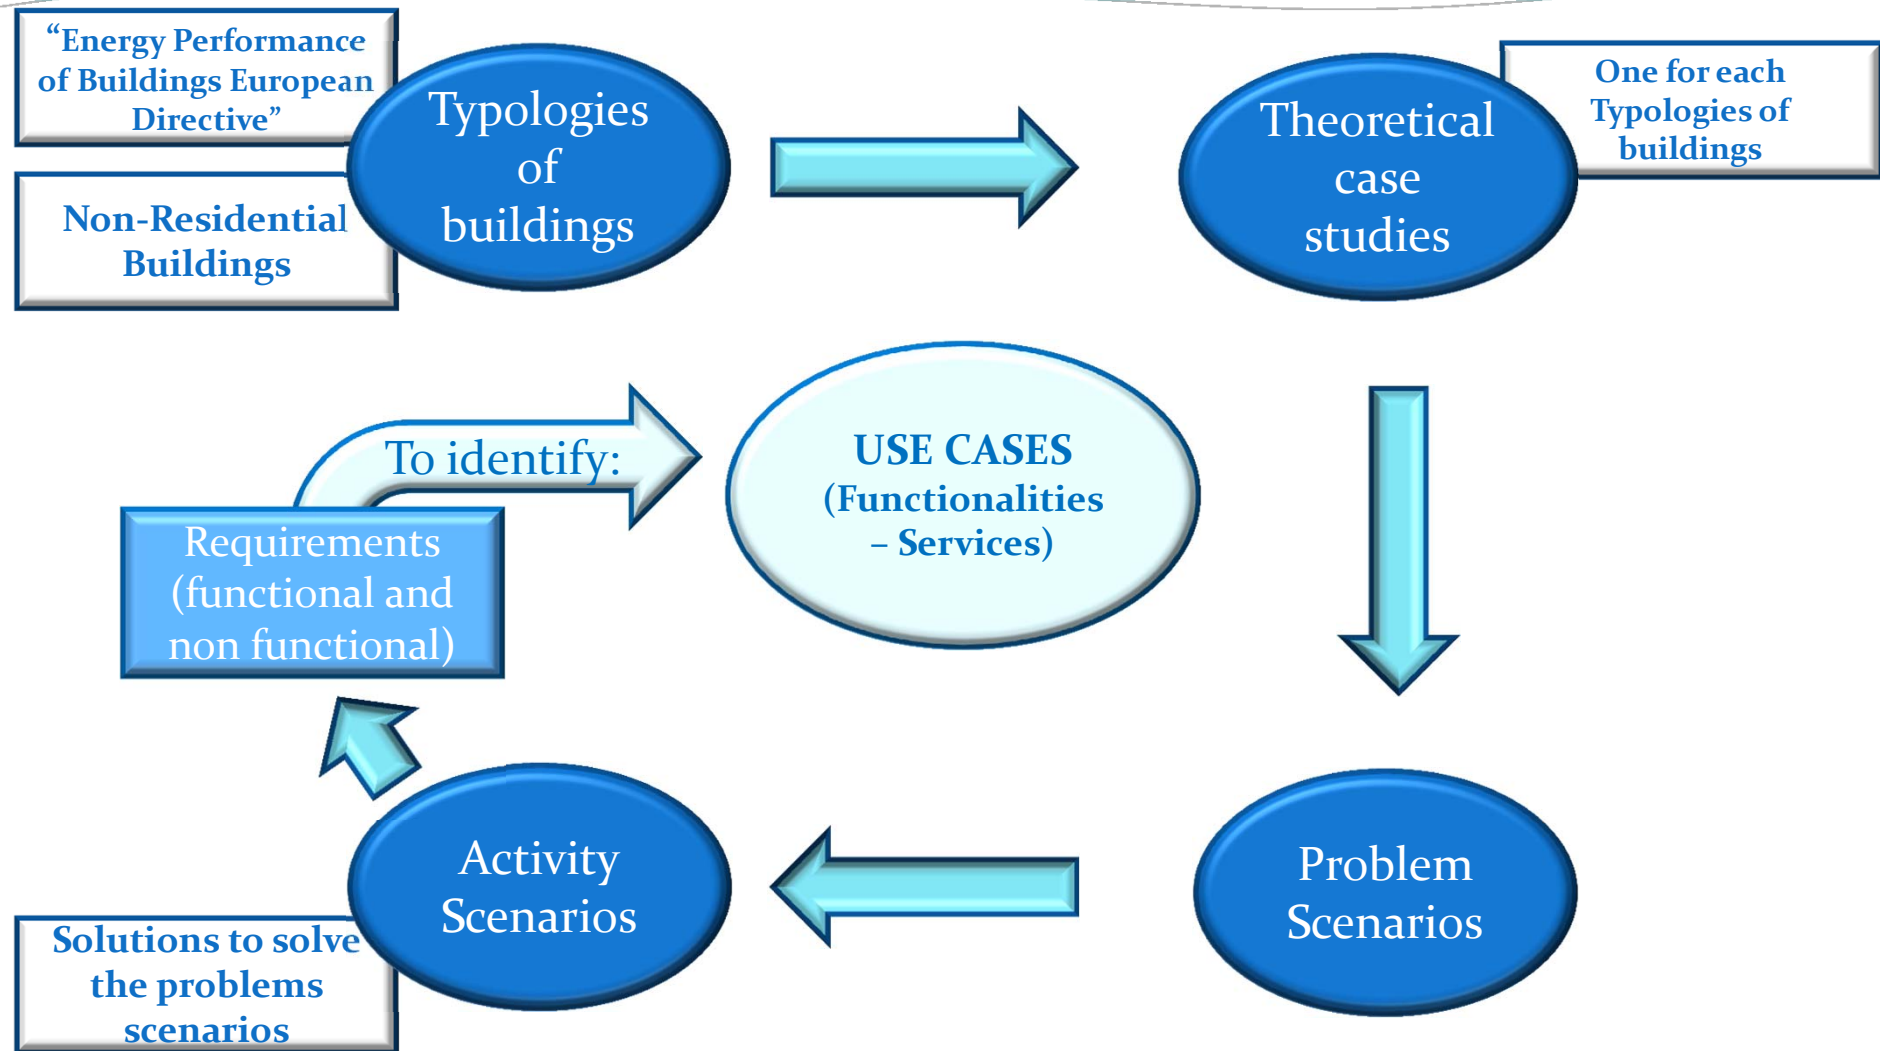 “Energy Performance
of Buildings European
Directive”
Non-Residential
Buildings
Typologies
of
buildings
Theoretical
case
studies
One for each
Typologies of
buildings
To identify:
USE CASES
(Functionalities
– Services)
Requirements
(functional and
non functional)
Activity
Scenarios
Solutions to solve
the problems
scenarios
Problem
Scenarios